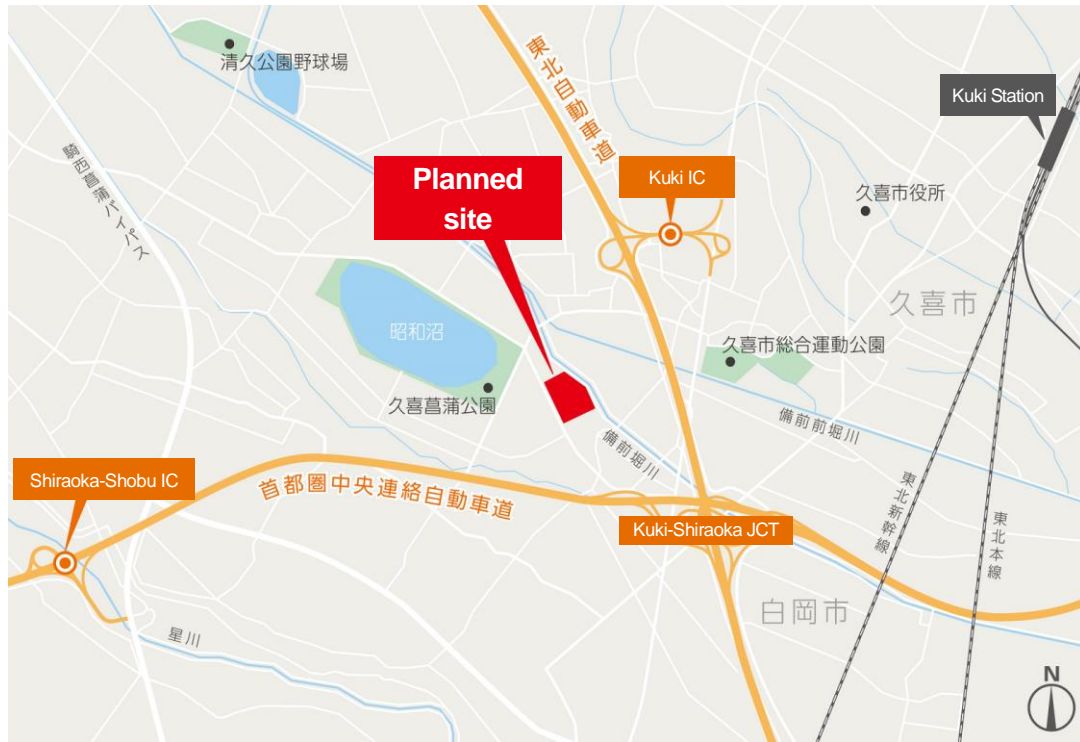 清久公園野球場
東北自動車道
Kuki Station
騎西菖蒲バイパス
Planned
site
Kuki IC
久喜市役所
久喜市
昭和沼
久喜市総合運動公園
久喜菖蒲公園
備前前堀川
備前堀川
Shiraoka-Shobu IC
首都圏中央連絡自動車道
東北新幹線
東北本線
Kuki-Shiraoka JCT
白岡市
星川
N